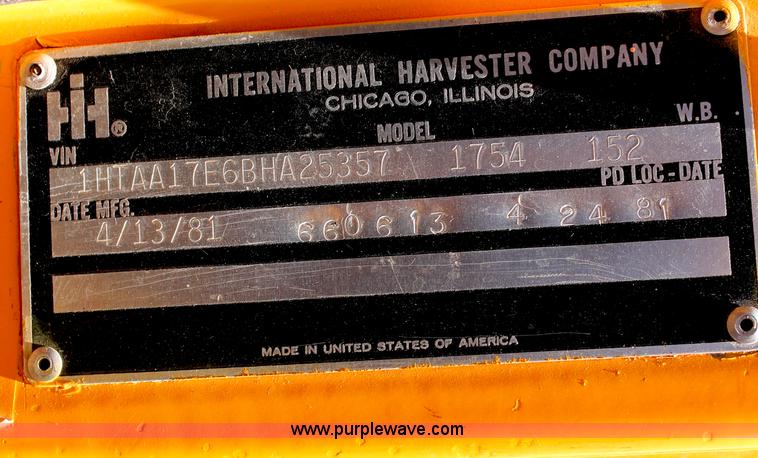 INTERNATIONAL HARVESTER COMPANY
CHICAGO, ILLINOIS
IH®
VIN MODEL W.B.
1HTAA17E6BHA25357 1754 152
DATE MFG. PD LOC-DATE
4/13/81 660613 4 24 81
MADE IN UNITED STATES OF AMERICA
www.purplewave.com